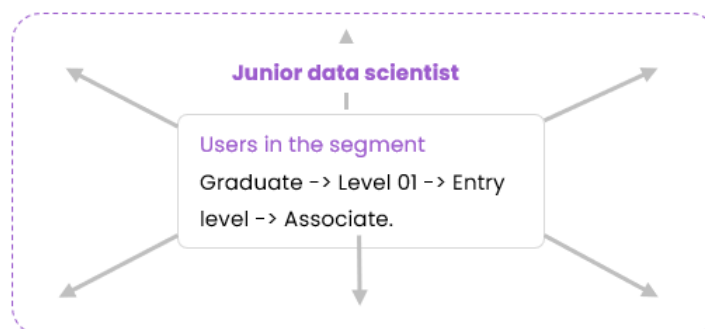 Junior data scientist
Users in the segment
Graduate -> Level 01 -> Entry
level -> Associate.